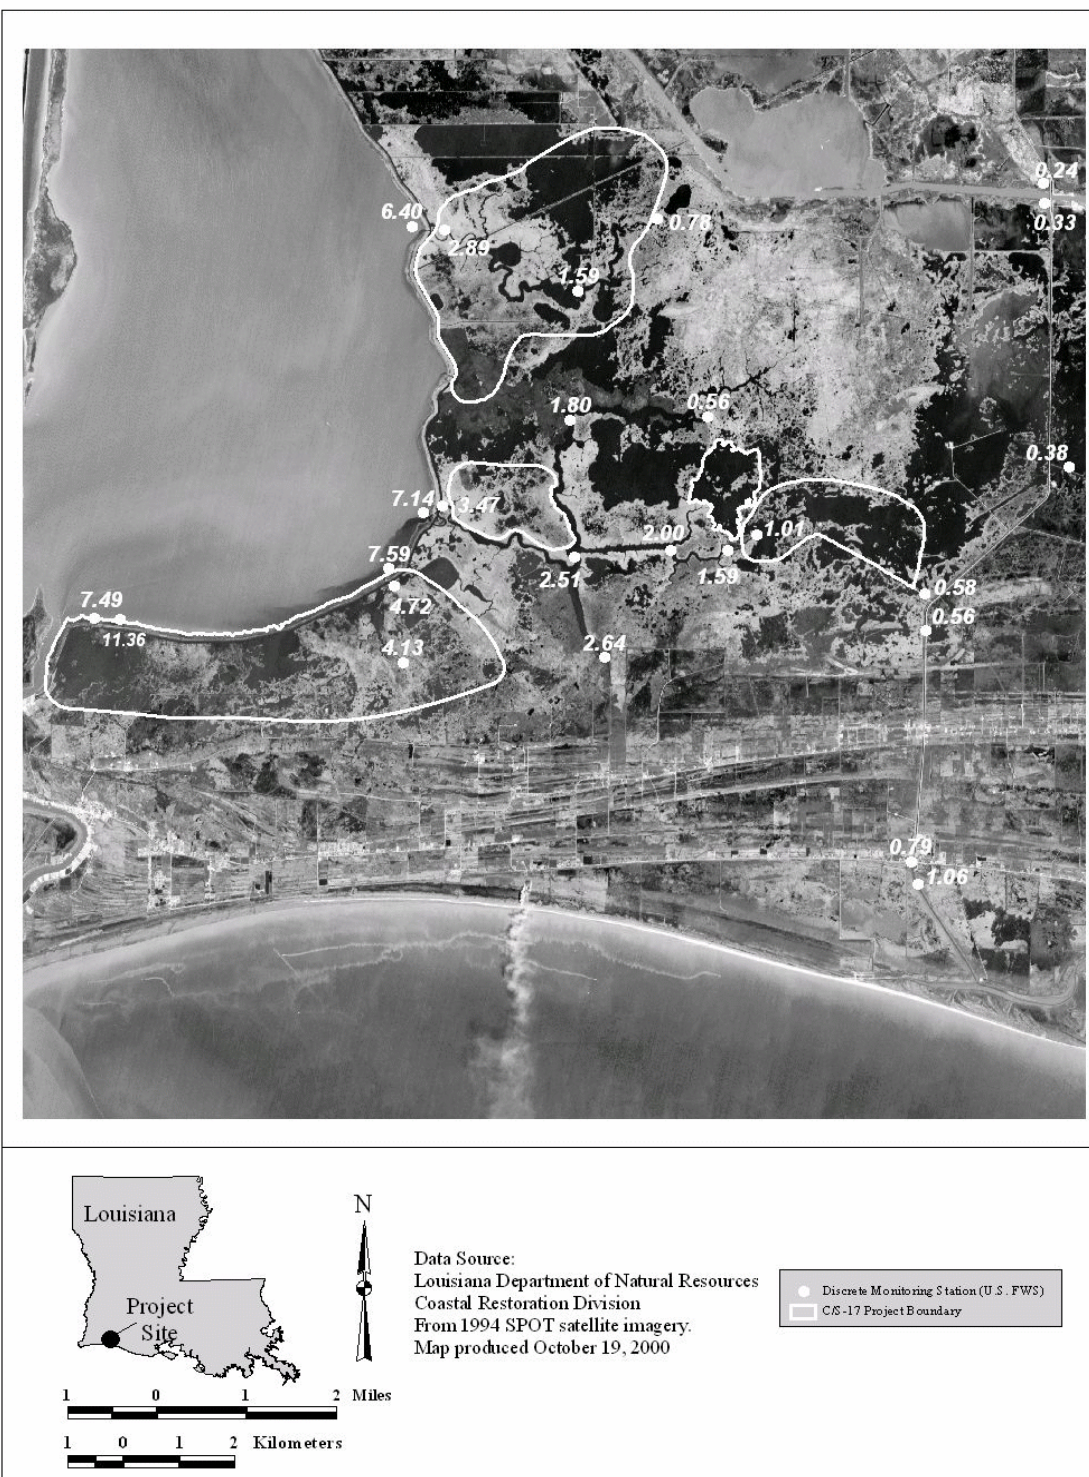 0.24
0.33
6.40
2.89
0.78
1.59
1.80
0.56
0.38
7.14
3.47
2.00
1.01
7.59
2.51
1.59
0.58
4.72
7.49
11.36
0.56
4.13
2.64
0.79
1.06
Louisiana
Project
Site
N
Data Source:
Louisiana Department of Natural Resources
Coastal Restoration Division
From 1994 SPOT satellite imagery.
Map produced October 19, 2000
Discrete Monitoring Station (U.S. FWS)
C/S-17 Project Boundary
1 0 1 2 Miles
1 0 1 2 Kilometers